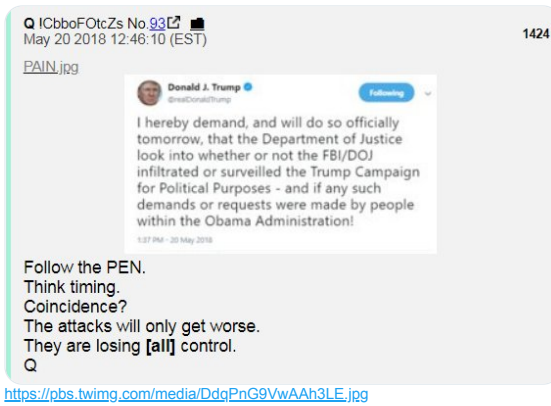 Q !CbboFOtcZs No.93
May 20 2018 12:46:10 (EST)
1424
PAIN.jpg
Donald J. Trump
@realDonaldTrump
Following
I hereby demand, and will do so officially
tomorrow, that the Department of Justice
look into whether or not the FBI/DOJ
infiltrated or surveilled the Trump Campaign
for Political Purposes - and if any such
demands or requests were made by people
within the Obama Administration!
1:37 PM - 20 May 2018
Follow the PEN.
Think timing.
Coincidence?
The attacks will only get worse.
They are losing [all] control.
Q
https://pbs.twimg.com/media/DdqPnG9VwAAh3LE.jpg